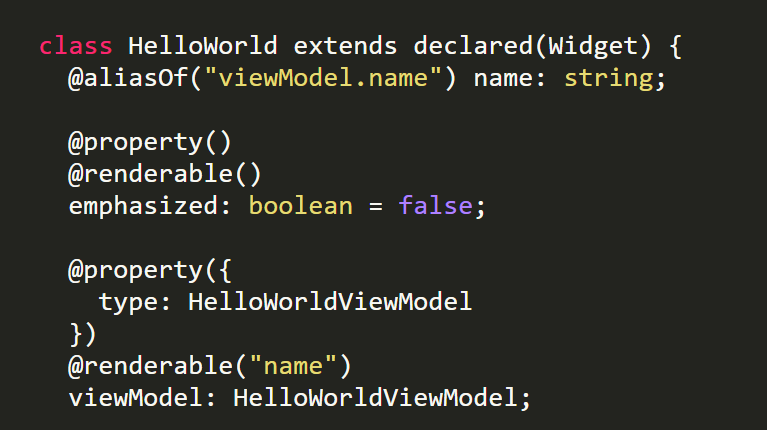 class HelloWorld extends declared(Widget) {
  @aliasOf("viewModel.name") name: string;

  @property()
  @renderable()
  emphasized: boolean = false;

  @property({
    type: HelloWorldViewModel
  })
  @renderable("name")
  viewModel: HelloWorldViewModel;